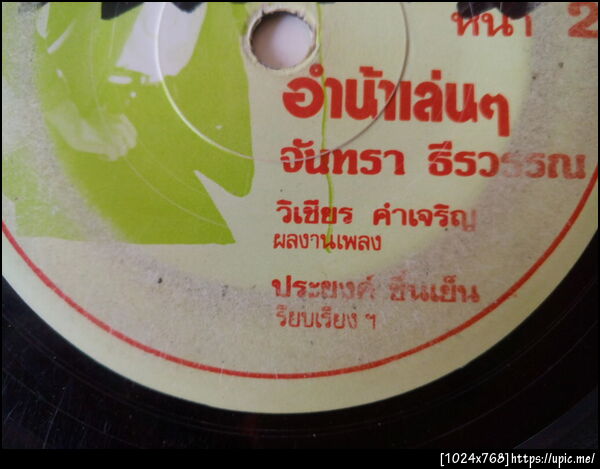 หน้า 2
อำน้าเล่นๆ
จันทรา ธีรวรรณ
วิเชียร คำเจริญ
ผลงานเพลง
ประยงค์ ชื่นเย็น
เรียบเรียง ฯ
[1024x768]https://upic.me/